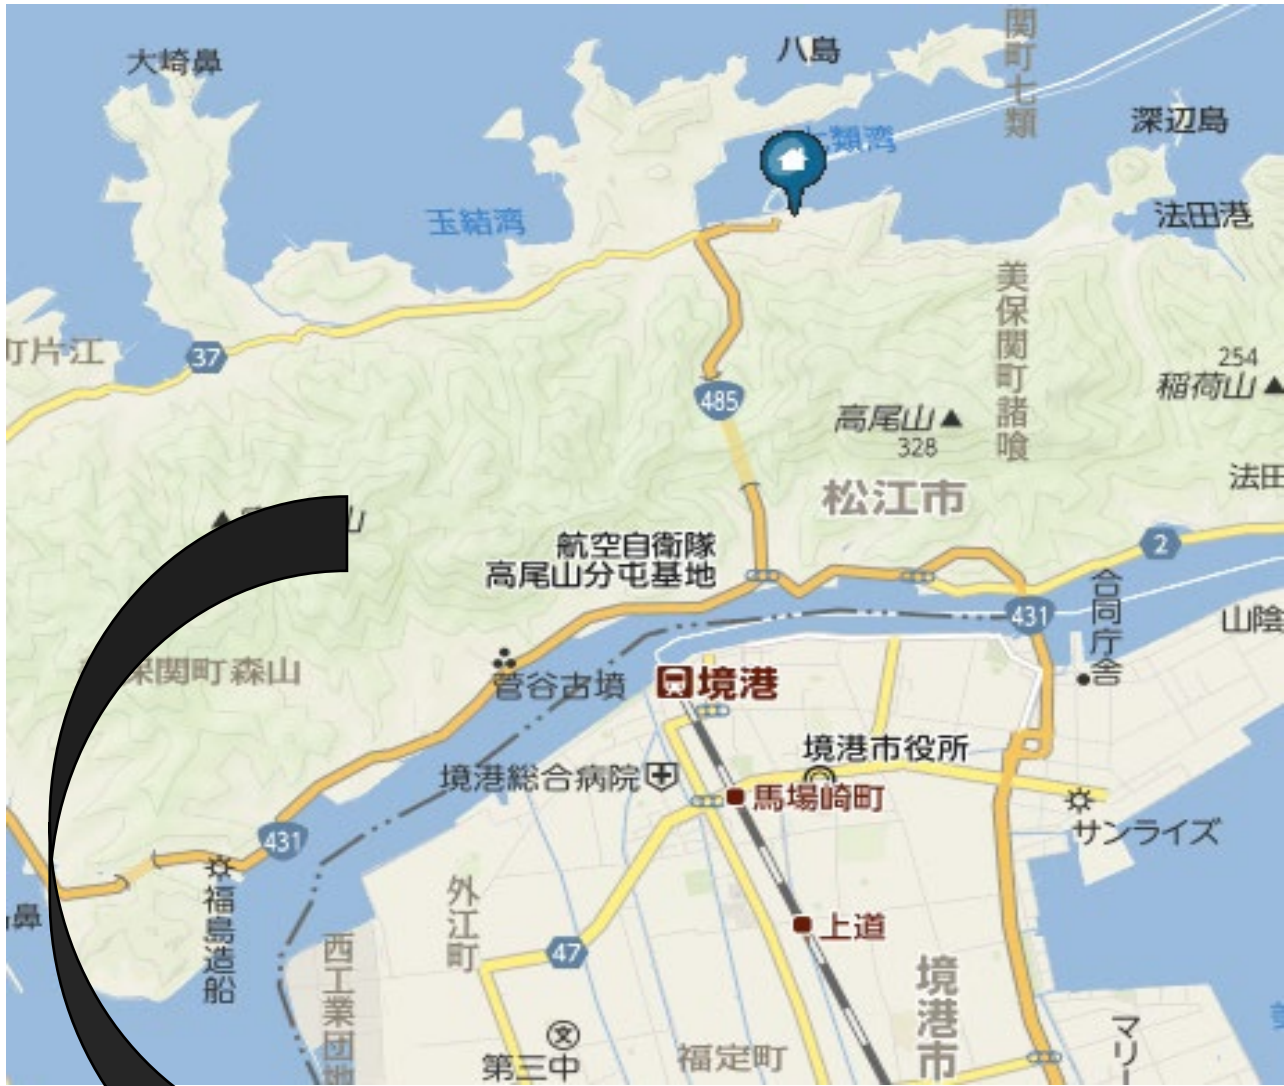 大崎鼻
八島
関町七類
深辺島
七類湾
玉結湾
法田港
美保関町諸喰
町片江
37
485
254
稲荷山
高尾山
328
松江市
法田
航空自衛隊
高尾山分屯基地
2
合同庁舎
431
山陰
保関町森山
菅谷古墳
境港
境港市役所
境港総合病院
馬場崎町
サンライズ
431
鼻
福島造船
外江町
上道
47
西工業団地
境港市
第三中
福定町
マリ